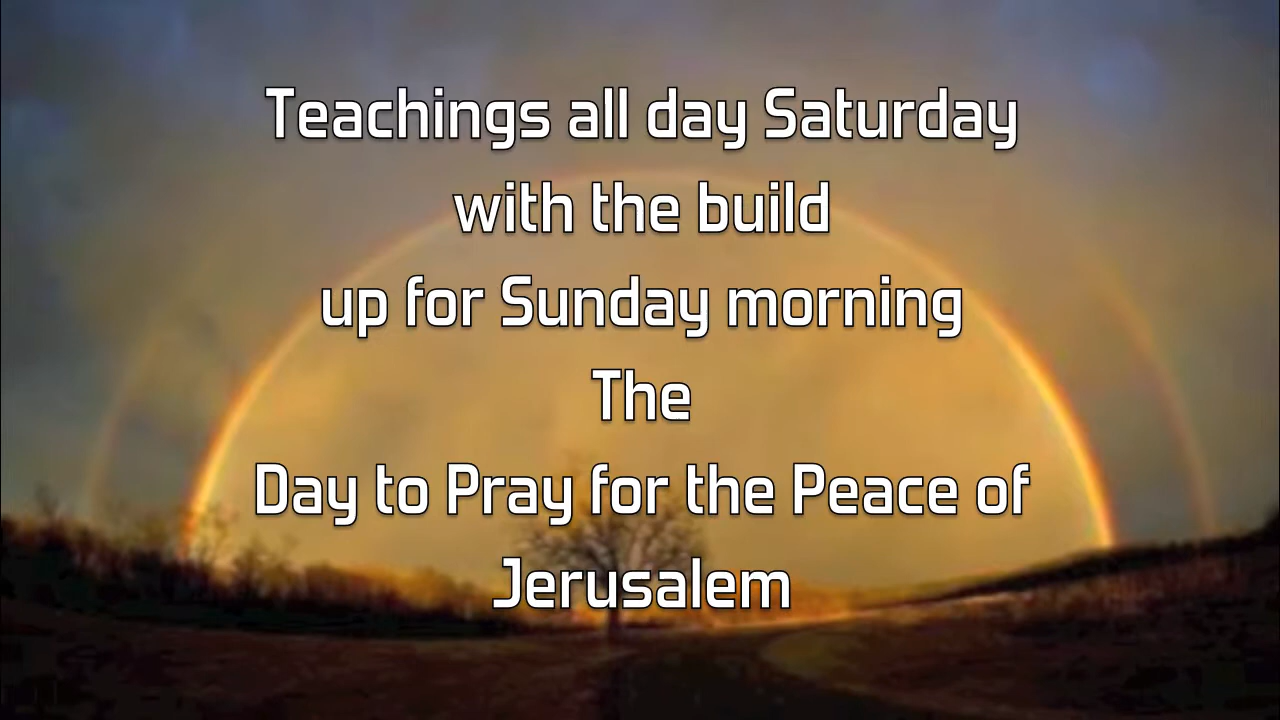 Teachings all day Saturday
with the build
up for Sunday morning
The
Day to Pray for the Peace of
Jerusalem